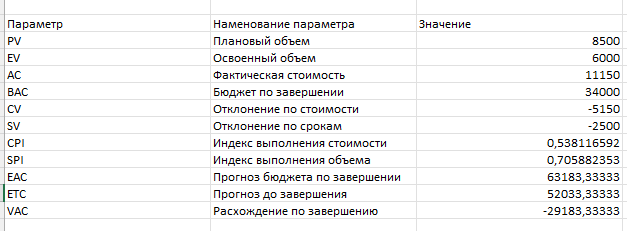 Параметр Наименование параметра Значение
PV Плановый объем 8500
EV Освоенный объем 6000
AC Фактическая стоимость 11150
BAC Бюджет по завершении 34000
CV Отклонение по стоимости -5150
SV Отклонение по срокам -2500
CPI Индекс выполнения стоимости 0,538116592
SPI Индекс выполнения объема 0,705882353
EAC Прогноз бюджета по завершении 63183,33333
ETC Прогноз до завершения 52033,33333
VAC Расхождение по завершению -29183,33333